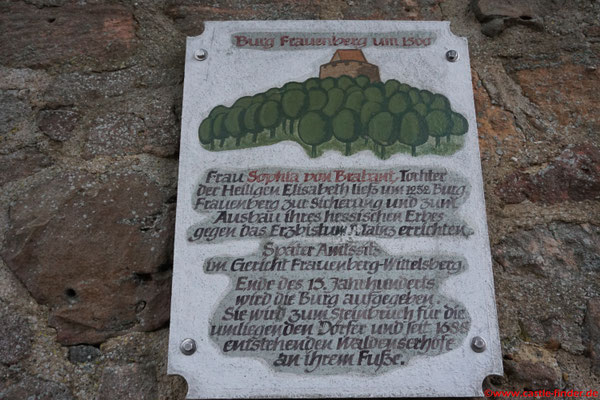 Burg Frauenberg um 1500
Frau Sophia von Brabant, Tochter
der Heiligen Elisabeth ließ um 1252 Burg
Frauenberg zur Sicherung und zum
Ausbau ihres hessischen Erbes
gegen das Erzbistum Mainz errichten.
Später Amtssitz
im Gericht Frauenberg-Wittelsberg
Ende des 15. Jahrhunderts
wird die Burg aufgegeben.
Sie wird zum Steinbruch für die
umliegenden Dörfer und seit 1688
entstehenden Waldenserhöfe
an ihrem Fuße.
© www.castle-finder.de